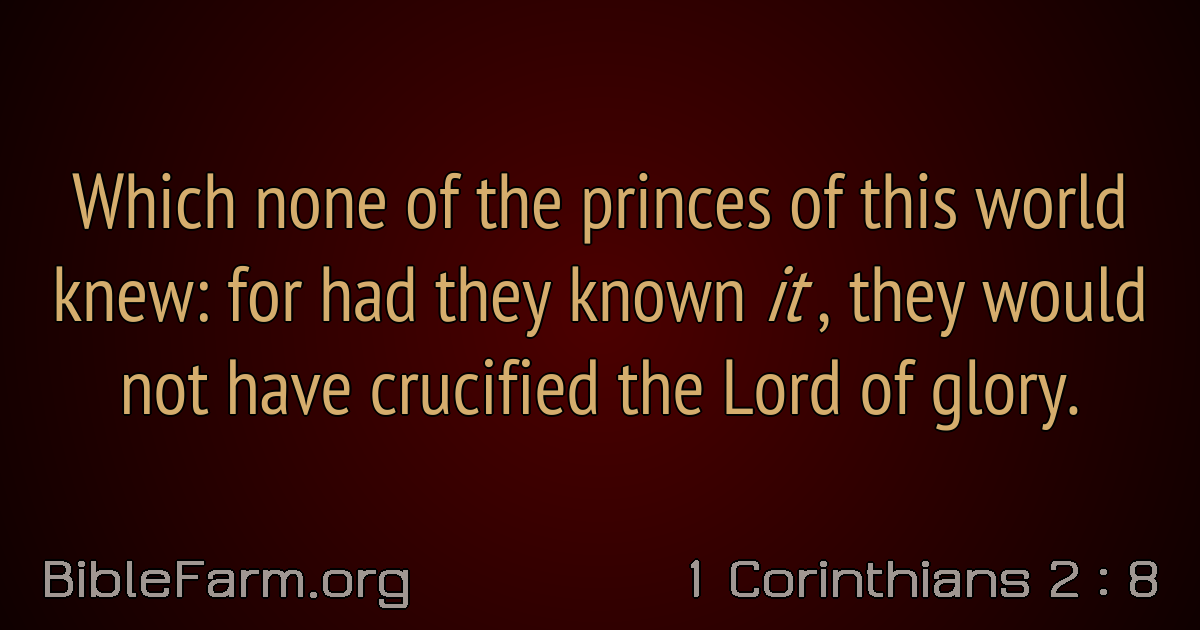 Which none of the princes of this world
knew: for had they known it , they would
not have crucified the Lord of glory.
BibleFarm.org
1 Corinthians 2 : 8